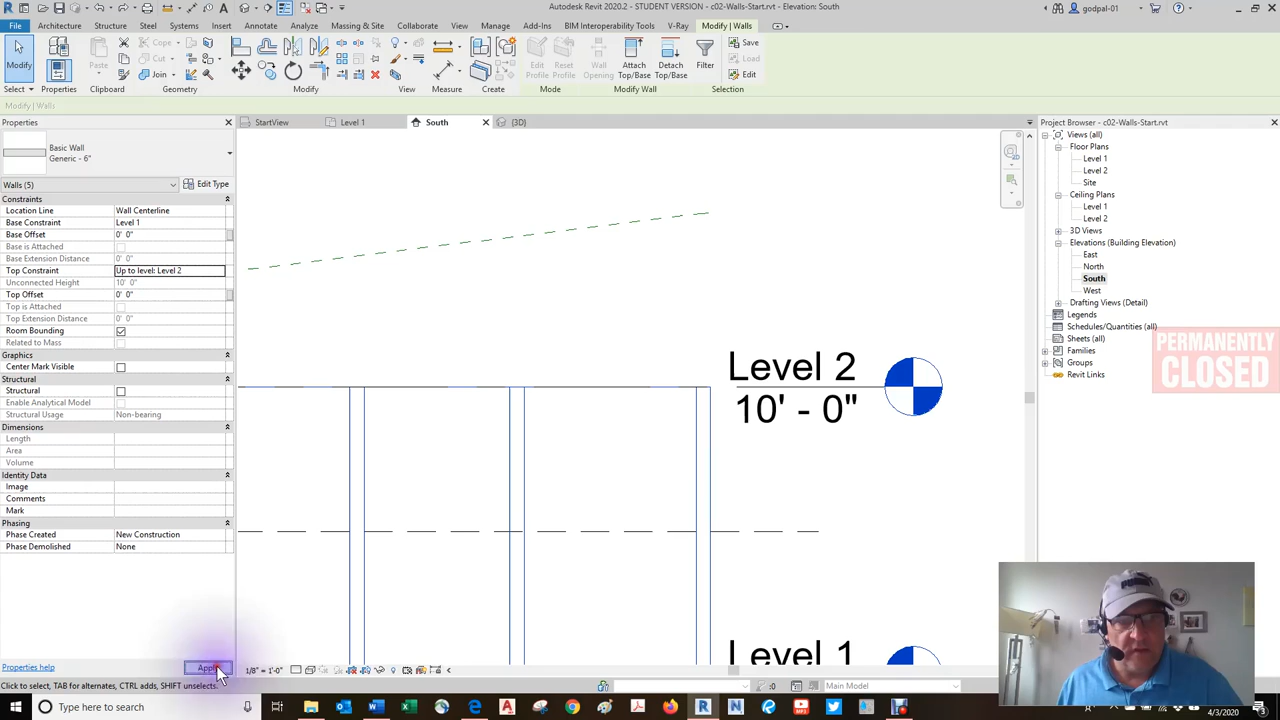 Autodesk Revit 2020.2 - STUDENT VERSION - c02-Walls-Start.rvt - Elevation: South
godpal-01
File Architecture Structure Steel Systems Insert Annotate Analyze Massing & Site Collaborate View Manage Add-Ins BIM Interoperability Tools V-Ray Modify | Walls
Modify
Paste
Cope
Cut
Join
Edit Profile
Reset Profile
Wall Opening
Attach Top/Base
Detach Top/Base
Filter
Save
Load
Edit
Select Properties Clipboard Geometry Modify View Measure Create Mode Modify Wall Selection
Modify | Walls
Properties
StartView
Level 1
South
{3D}
Project Browser - c02-Walls-Start.rvt
Basic Wall
Generic - 6"
Walls (5)
Edit Type
Constraints
Location Line Wall Centerline
Base Constraint Level 1
Base Offset 0' 0"
Base is Attached
Base Extension Distance 0' 0"
Top Constraint Up to level: Level 2
Unconnected Height 10' 0"
Top Offset 0' 0"
Top is Attached
Top Extension Distance 0' 0"
Room Bounding
Related to Mass
Graphics
Center Mark Visible
Structural
Structural
Enable Analytical Model
Structural Usage Non-bearing
Dimensions
Length
Area
Volume
Identity Data
Image
Comments
Mark
Phasing
Phase Created New Construction
Phase Demolished None
Properties help
Apply
Level 2
10' - 0"
Level 1
Views (all)
Floor Plans
Level 1
Level 2
Site
Ceiling Plans
Level 1
Level 2
3D Views
Elevations (Building Elevation)
East
North
South
West
Drafting Views (Detail)
Legends
Schedules/Quantities (all)
Sheets (all)
Families
Groups
Revit Links
PERMANENTLY
CLOSED
1/8" = 1'-0"
Click to select, TAB for alternates, CTRL adds, SHIFT unselects.
:0
Main Model
Type here to search
4/3/2020